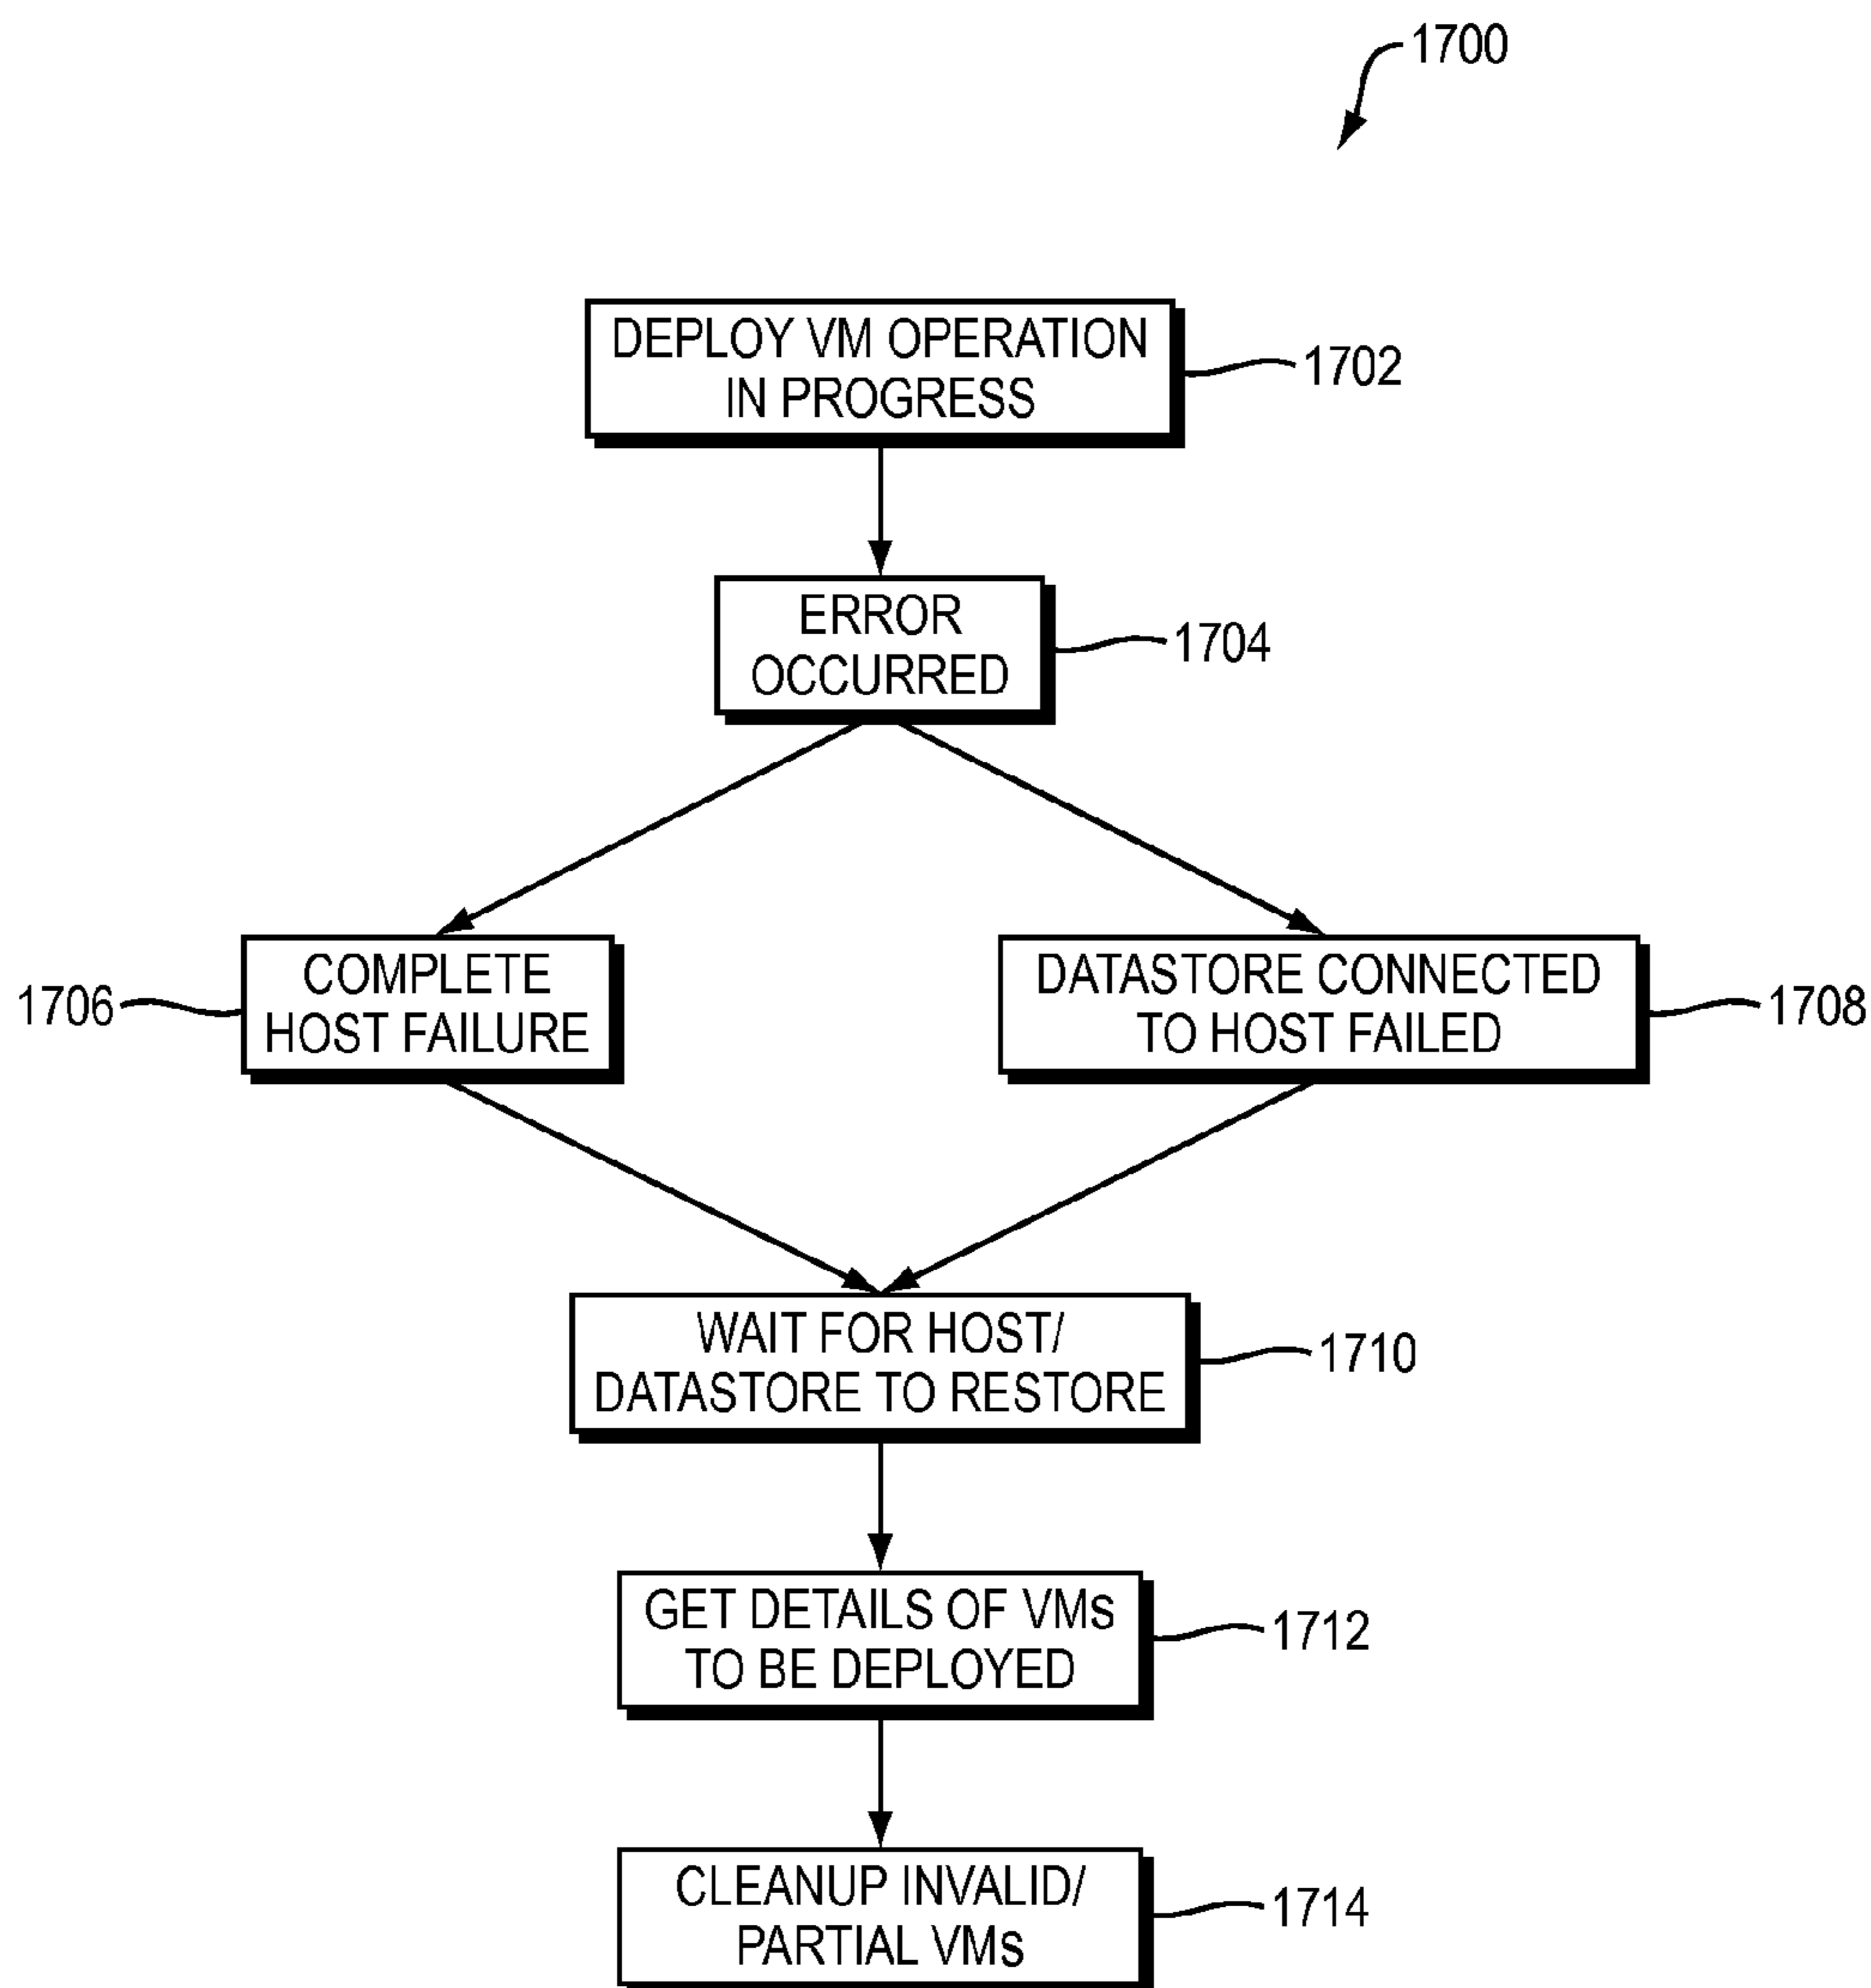 1700
DEPLOY VM OPERATION
IN PROGRESS
1702
ERROR
OCCURRED
1704
COMPLETE
HOST FAILURE
1706
DATASTORE CONNECTED
TO HOST FAILED
1708
WAIT FOR HOST/
DATASTORE TO RESTORE
1710
GET DETAILS OF VMs
TO BE DEPLOYED
1712
CLEANUP INVALID/
PARTIAL VMs
1714